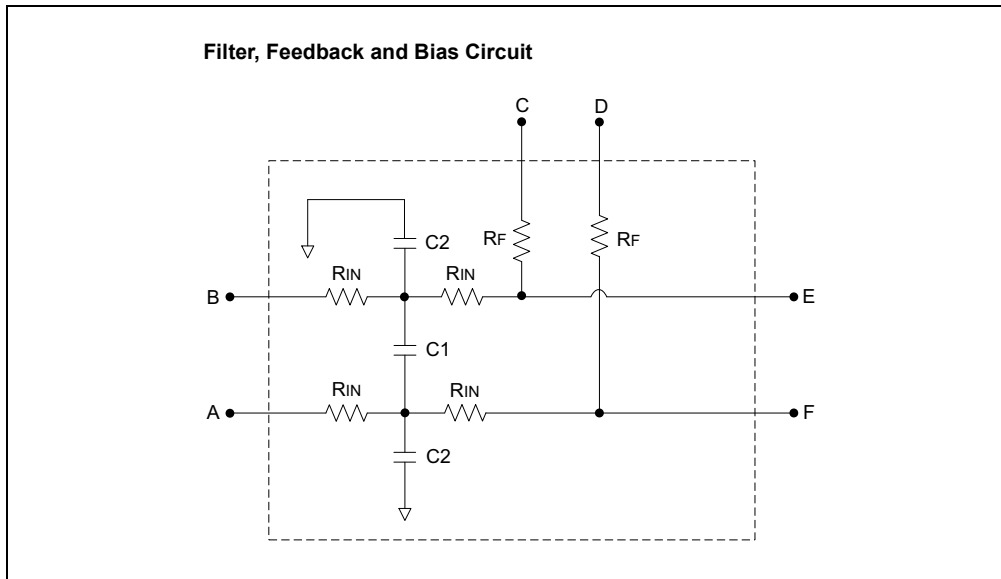 Filter, Feedback and Bias Circuit
C D
RF RF
C2
RIN RIN
B E
C1
RIN RIN
A F
C2